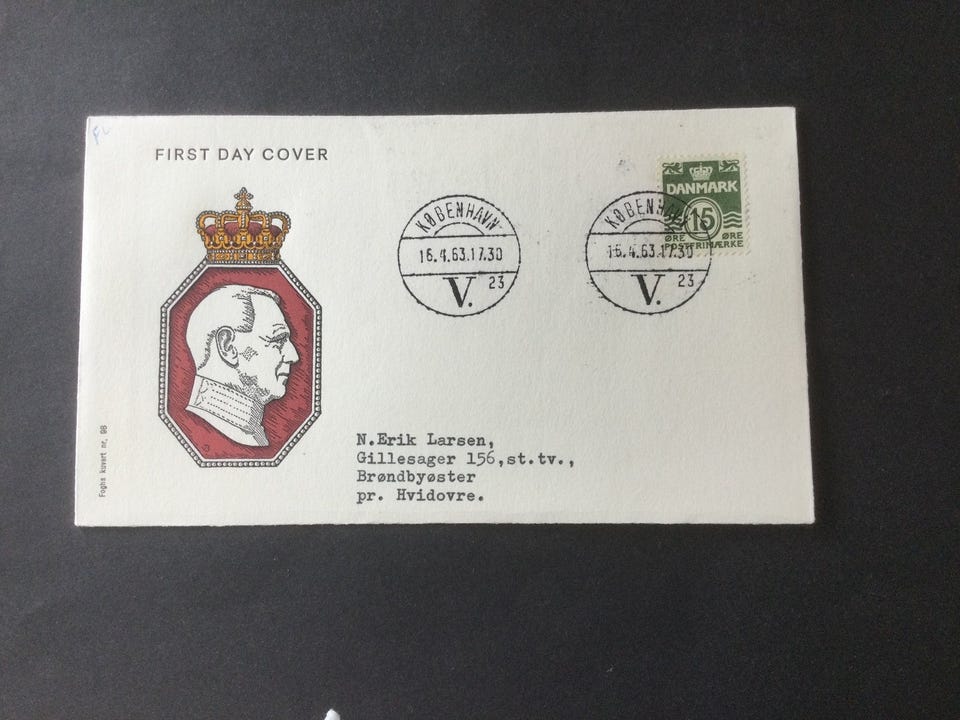 FIRST DAY COVER
DANMARK
15
ØRE ØRE
POSTFRIMÆRKE
KØBENHAVN
16.4.63.17.30
V. 23
KØBENHAVN
16.4.63.17.30
V. 23
N.Erik Larsen,
Gillesager 156,st.tv.,
Brøndbyøster
pr. Hvidovre.
Foghs kuvert nr. 98